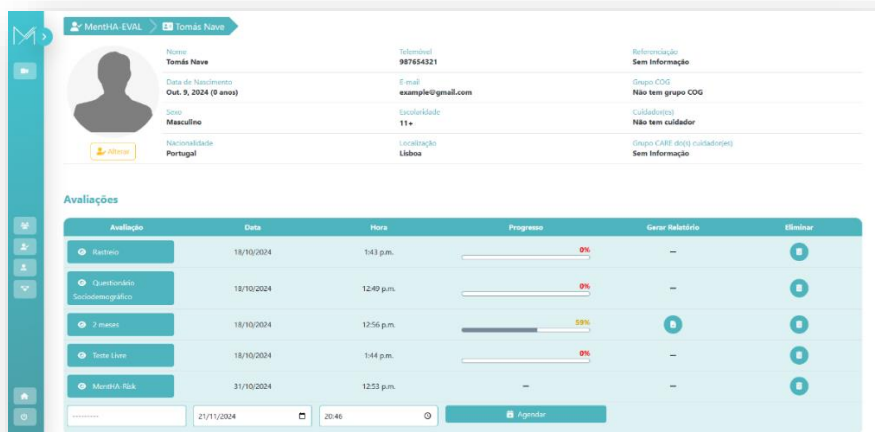 MentHA-EVAL
Tomás Nave
Nome
Tomás Nave
Telemóvel
987654321
Referenciação
Sem Informação
Data de Nascimento
Out. 9, 2024 (0 anos)
E-mail
example@gmail.com
Grupo COG
Não tem grupo COG
Sexo
Masculino
Escolaridade
11+
Cuidador(es)
Não tem cuidador
Alterar
Nacionalidade
Portugal
Localização
Lisboa
Grupo CARE do(s) cuidador(es)
Sem Informação
Avaliações
Avaliação Data Hora Progresso Gerar Relatório Eliminar
Rastreio 18/10/2024 1:43 p.m. 0% –
Questionário
Sociodemográfico 18/10/2024 12:49 p.m. 0% –
2 meses 18/10/2024 12:56 p.m. 59%
Teste Livre 18/10/2024 1:44 p.m. 0% –
MentHA-Risk 31/10/2024 12:53 p.m. – –
--------- 21/11/2024 20:46 Agendar